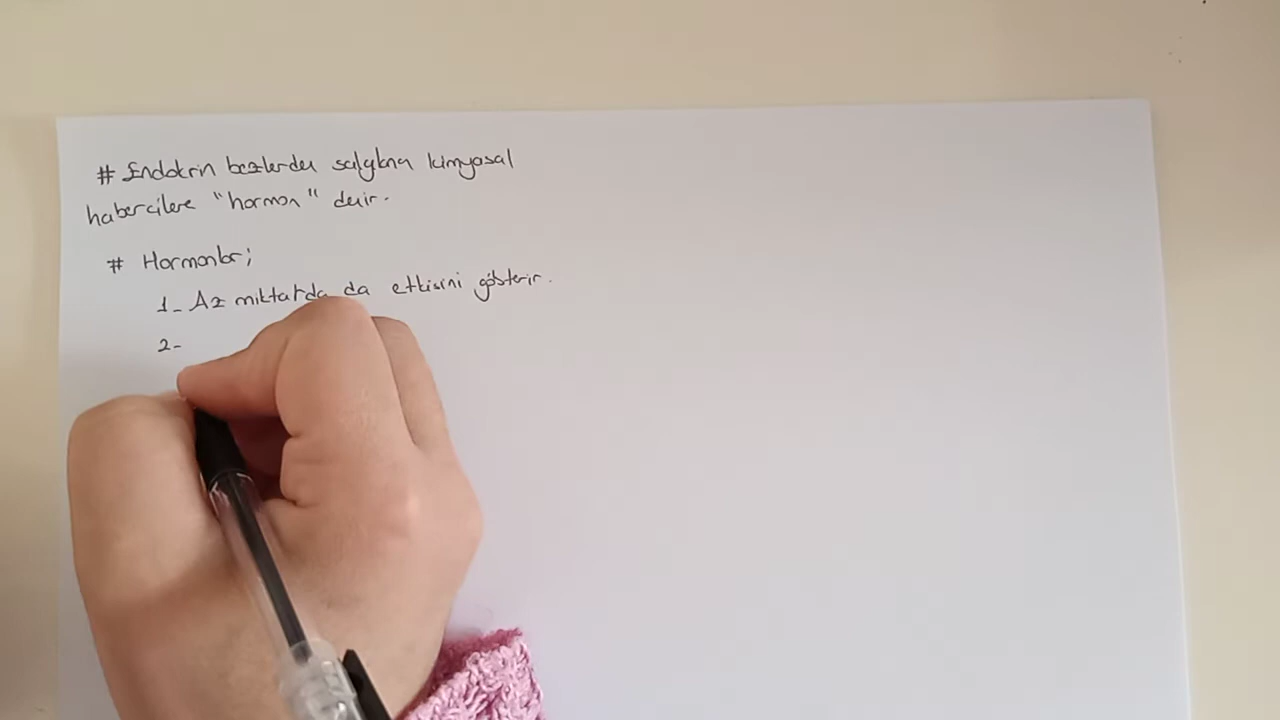 # Endokrin bezlerden salgılanan kimyasal
habercilere "hormon" denir.
# Hormonlar;
1- Az miktarda da etkisini gösterir.
2-